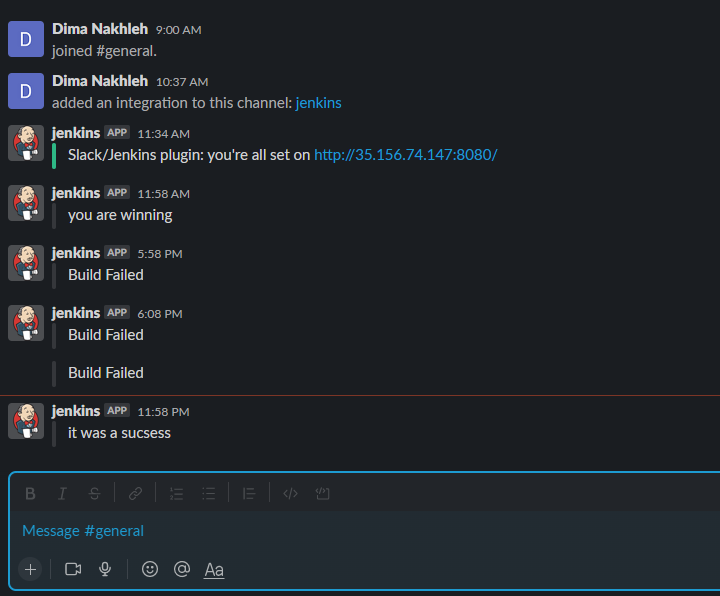 D
Dima Nakhleh 9:00 AM
joined #general.
D
Dima Nakhleh 10:37 AM
added an integration to this channel: jenkins
jenkins APP 11:34 AM
Slack/Jenkins plugin: you're all set on http://35.156.74.147:8080/
jenkins APP 11:58 AM
you are winning
jenkins APP 5:58 PM
Build Failed
jenkins APP 6:08 PM
Build Failed
Build Failed
jenkins APP 11:58 PM
it was a sucsess
B I S
Message #general
Aa